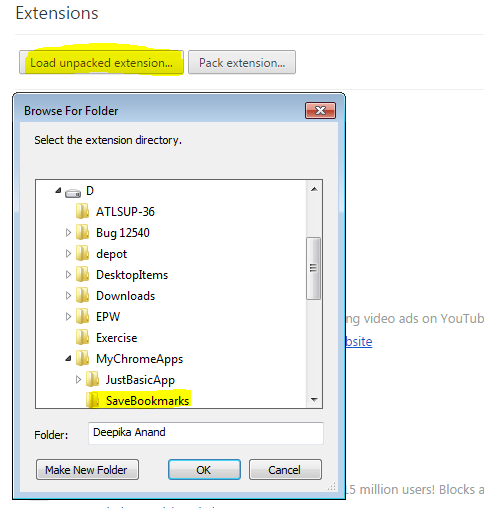 Extensions
Load unpacked extension... Pack extension...
Browse For Folder
Select the extension directory.
D
ATLSUP-36
Bug 12540
depot
DesktopItems
Downloads
EPW
ing video ads on YouTub
Exercise
bsite
MyChromeApps
JustBasicApp
SaveBookmarks
Folder: Deepika Anand
Make New Folder OK Cancel
15 million users! Blocks a